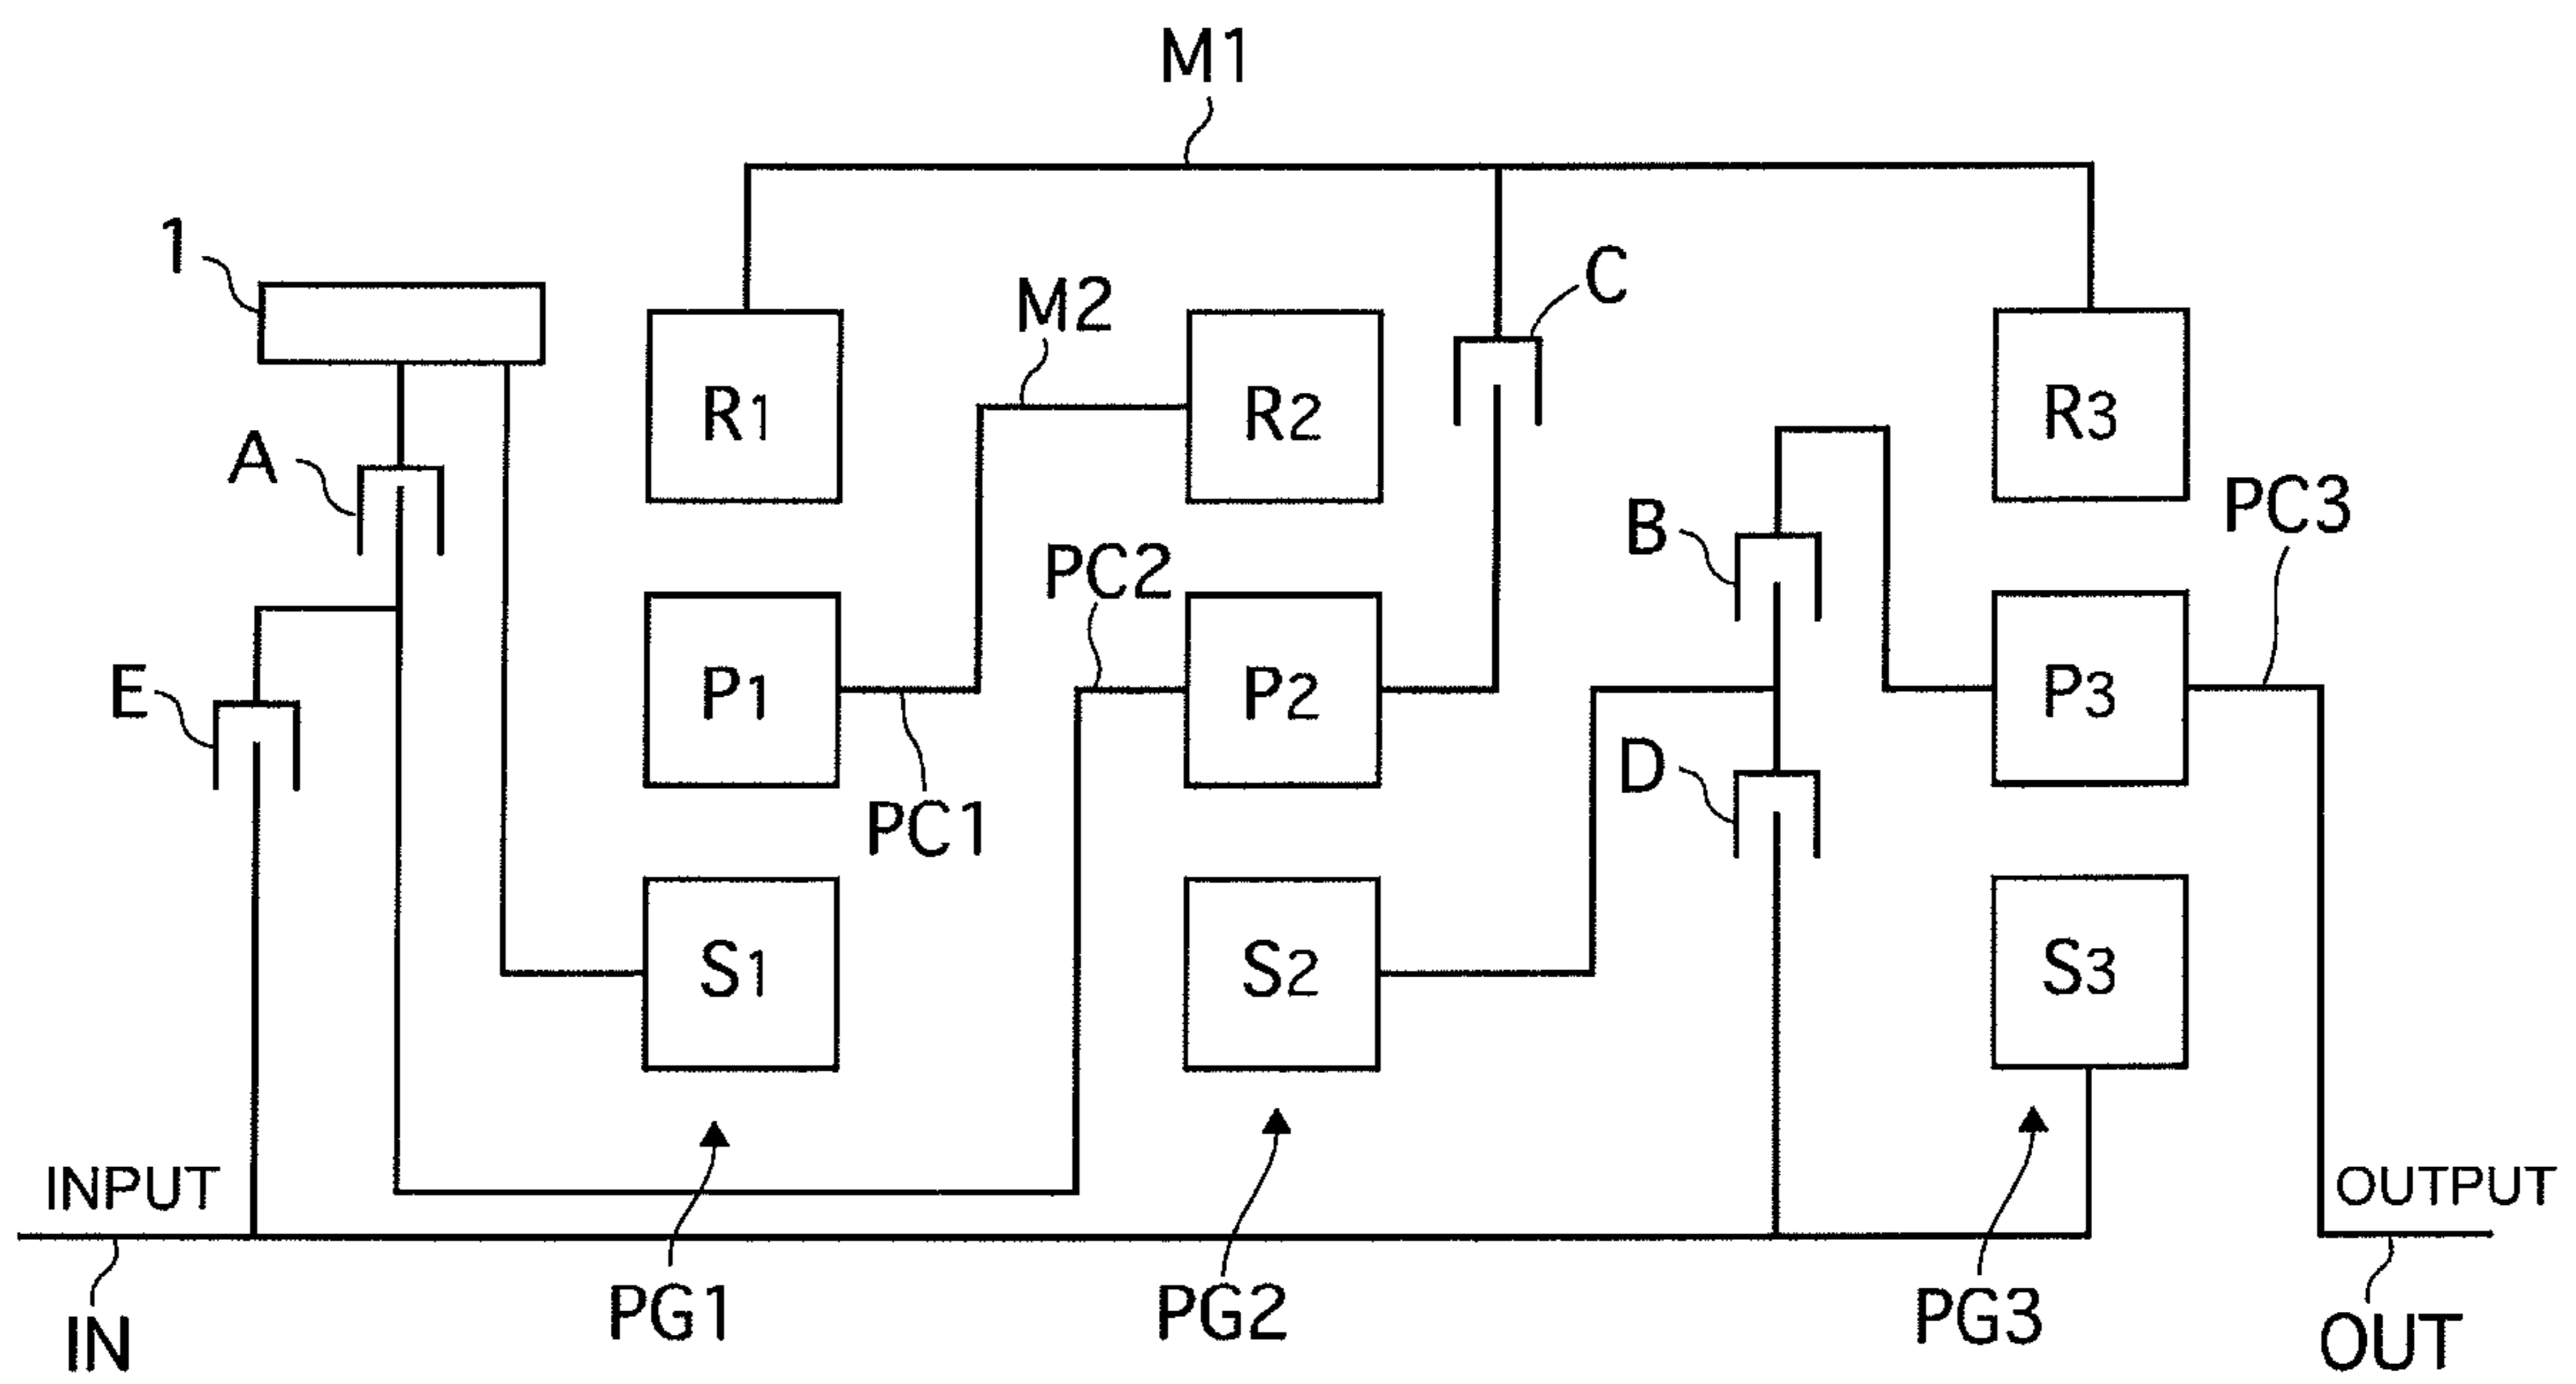 M1
1
M2
C
R1
R2
R3
A
PC3
B
PC2
E
P1
P2
P3
D
PC1
S1
S2
S3
INPUT
OUTPUT
PG1
PG2
PG3
IN
OUT